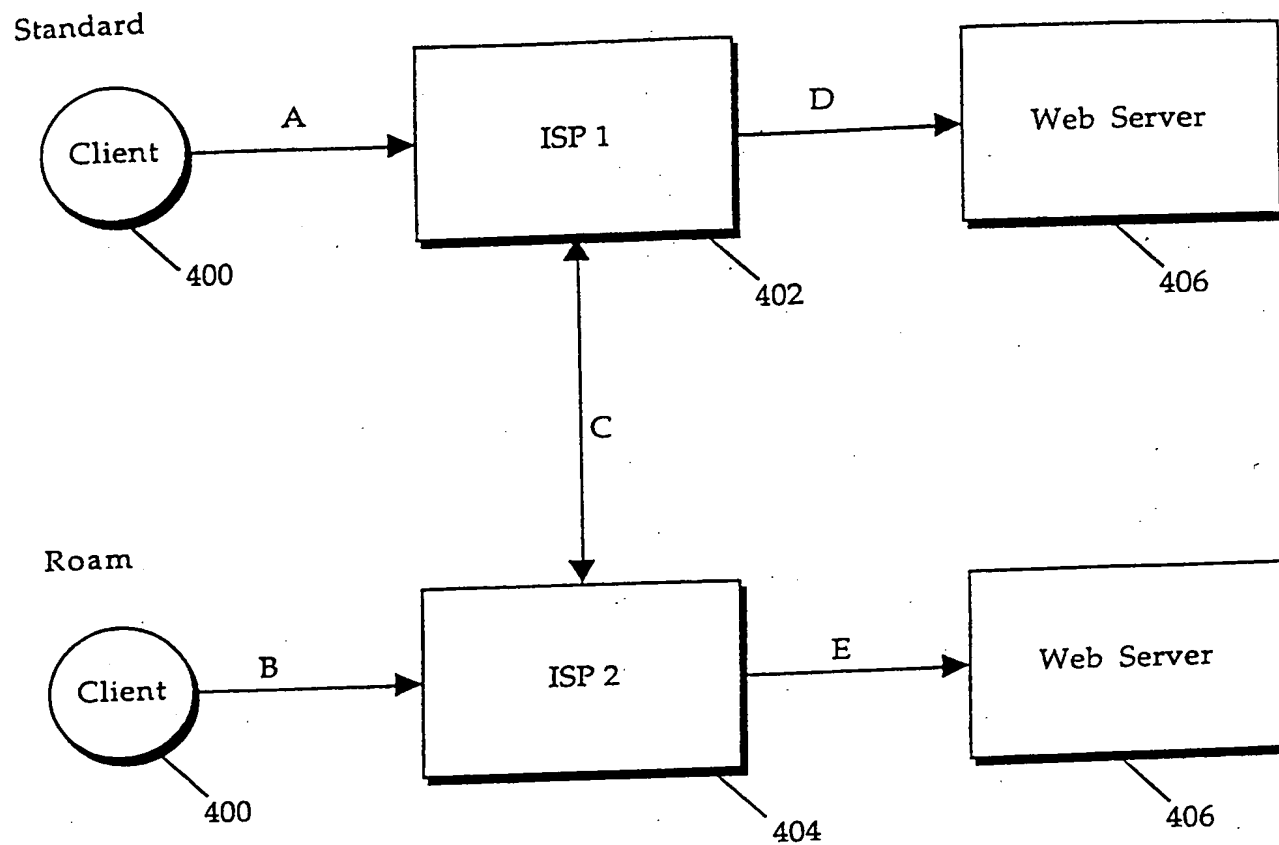 Standard
Client
A
ISP 1
D
Web Server
400
402
406
C
Roam
Client
B
ISP 2
E
Web Server
400
404
406